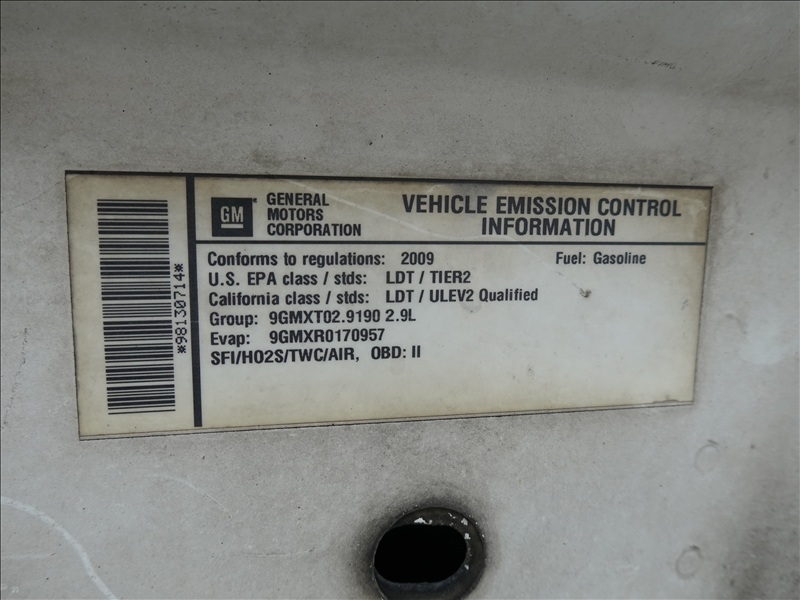 *98130714*
GM
GENERAL
MOTORS
CORPORATION
VEHICLE EMISSION CONTROL
INFORMATION
Conforms to regulations: 2009 Fuel: Gasoline
U.S. EPA class / stds: LDT / TIER2
California class / stds: LDT / ULEV2 Qualified
Group: 9GMXT02.9190 2.9L
Evap: 9GMXR0170957
SFI/HO2S/TWC/AIR, OBD: II